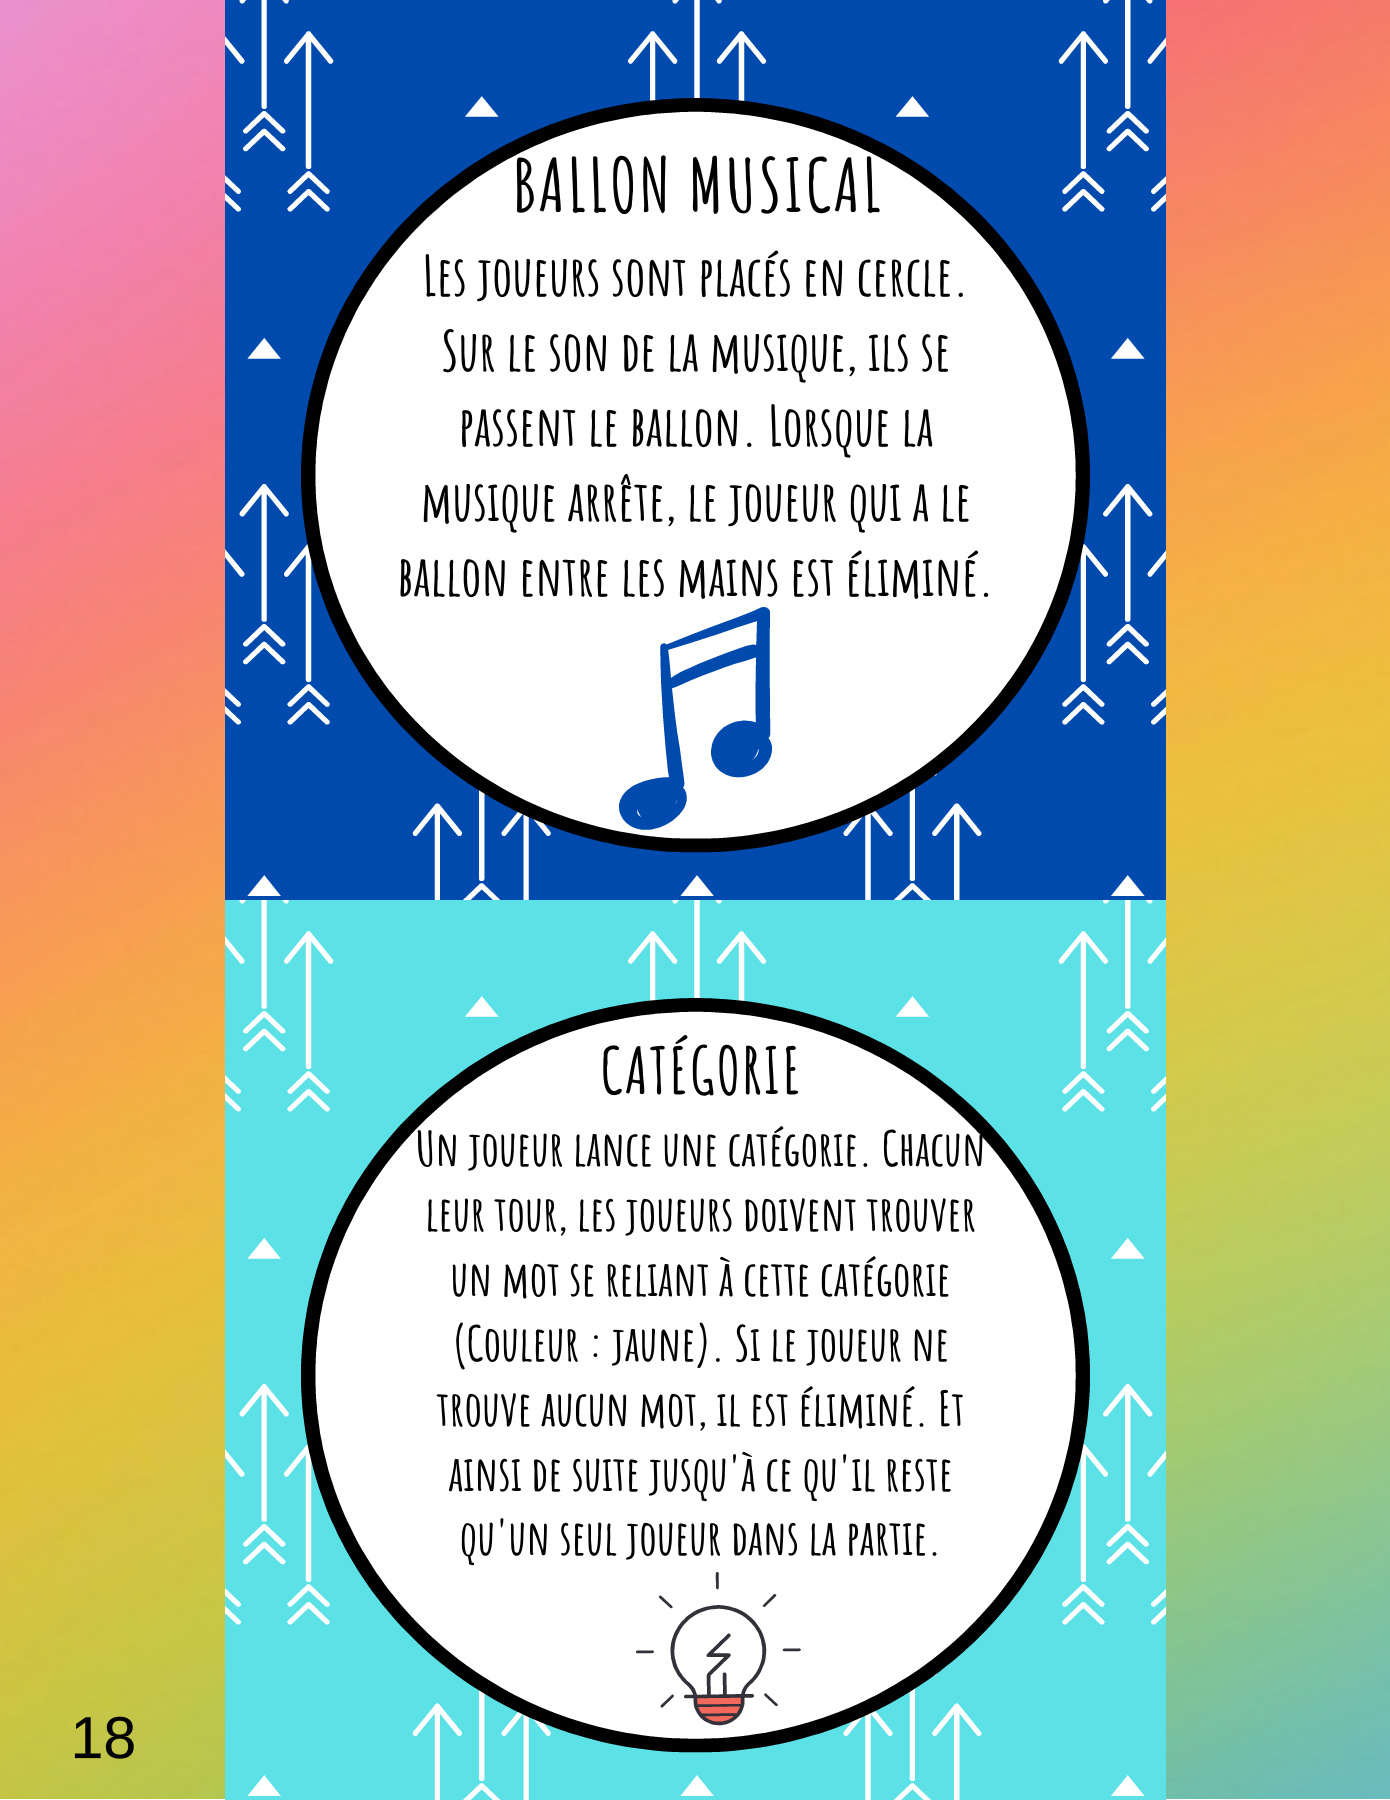 BALLON MUSICAL
Les joueurs sont placés en cercle.
Sur le son de la musique, ils se
passent le ballon. Lorsque la
musique arrête, le joueur qui a le
ballon entre les mains est éliminé.
CATÉGORIE
Un joueur lance une catégorie. Chacun
leur tour, les joueurs doivent trouver
un mot se reliant à cette catégorie
(Couleur : jaune). Si le joueur ne
trouve aucun mot, il est éliminé. Et
ainsi de suite jusqu'à ce qu'il reste
qu'un seul joueur dans la partie.
18